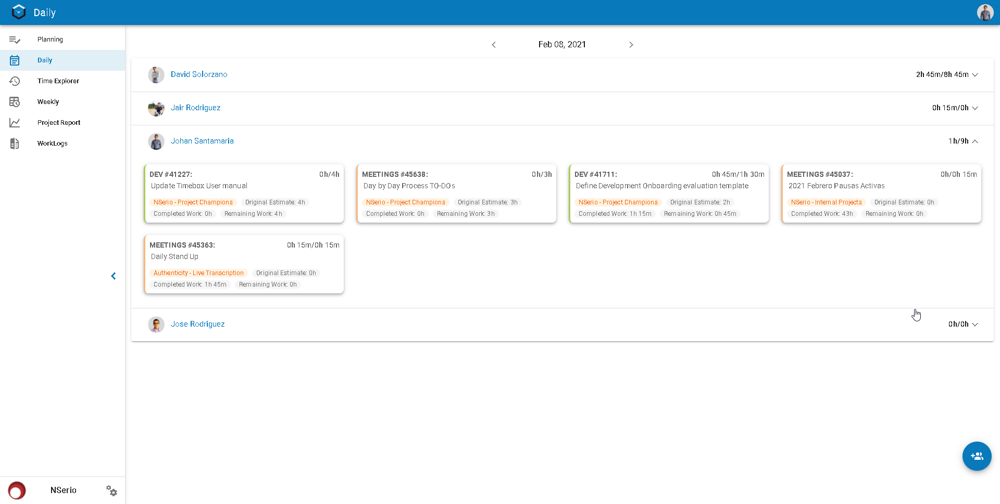 Daily
Planning
Daily
Time Explorer
Weekly
Project Report
WorkLogs
NSerio
Feb 08, 2021
David Solorzano 2h 45m/8h 45m
Jair Rodriguez 0h 15m/0h
Johan Santamaria 1h/9h
DEV #41227: 0h/4h
Update Timebox User manual
NSerio - Project Champions Original Estimate: 4h
Completed Work: 0h Remaining Work: 4h
MEETINGS #45638: 0h/3h
Day by Day Process TO-DOs
NSerio - Project Champions Original Estimate: 3h
Completed Work: 0h Remaining Work: 3h
DEV #41711: 0h 45m/1h 30m
Define Development Onboarding evaluation template
NSerio - Project Champions Original Estimate: 2h
Completed Work: 1h 15m Remaining Work: 0h 45m
MEETINGS #45037: 0h/0h 15m
2021 Febrero Pausas Activas
NSerio - Internal Projects Original Estimate: 0h
Completed Work: 43h Remaining Work: 0h
MEETINGS #45363: 0h 15m/0h 15m
Daily Stand Up
Authenticity - Live Transcription Original Estimate: 0h
Completed Work: 1h 45m Remaining Work: 0h
Jose Rodriguez 0h/0h